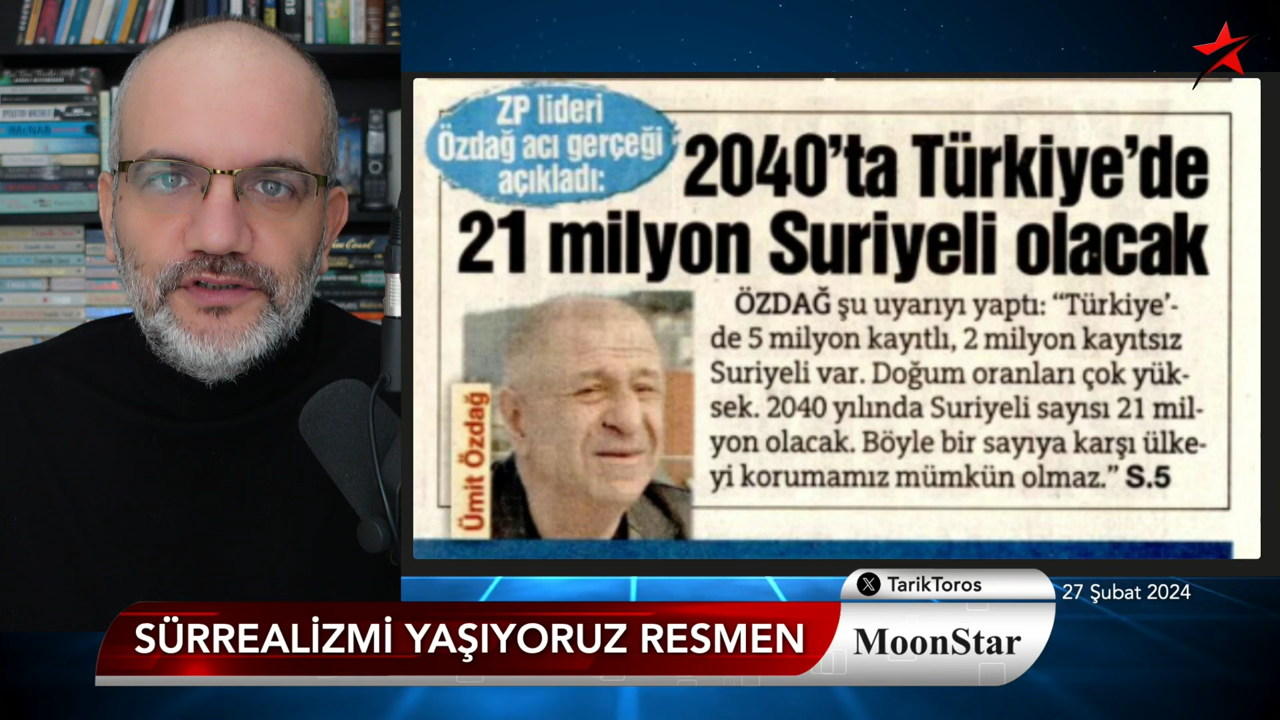 ZP lideri
Özdağ acı gerçeği
açıkladı:
2040’ta Türkiye’de
21 milyon Suriyeli olacak
ÖZDAĞ şu uyarıyı yaptı: “Türkiye’-
de 5 milyon kayıtlı, 2 milyon kayıtsız
Suriyeli var. Doğum oranları çok yük-
sek. 2040 yılında Suriyeli sayısı 21 mil-
yon olacak. Böyle bir sayıya karşı ülke-
yi korumamız mümkün olmaz.” S.5
Ümit Özdağ
TarikToros
27 Şubat 2024
SÜRREALİZMİ YAŞIYORUZ RESMEN
MoonStar